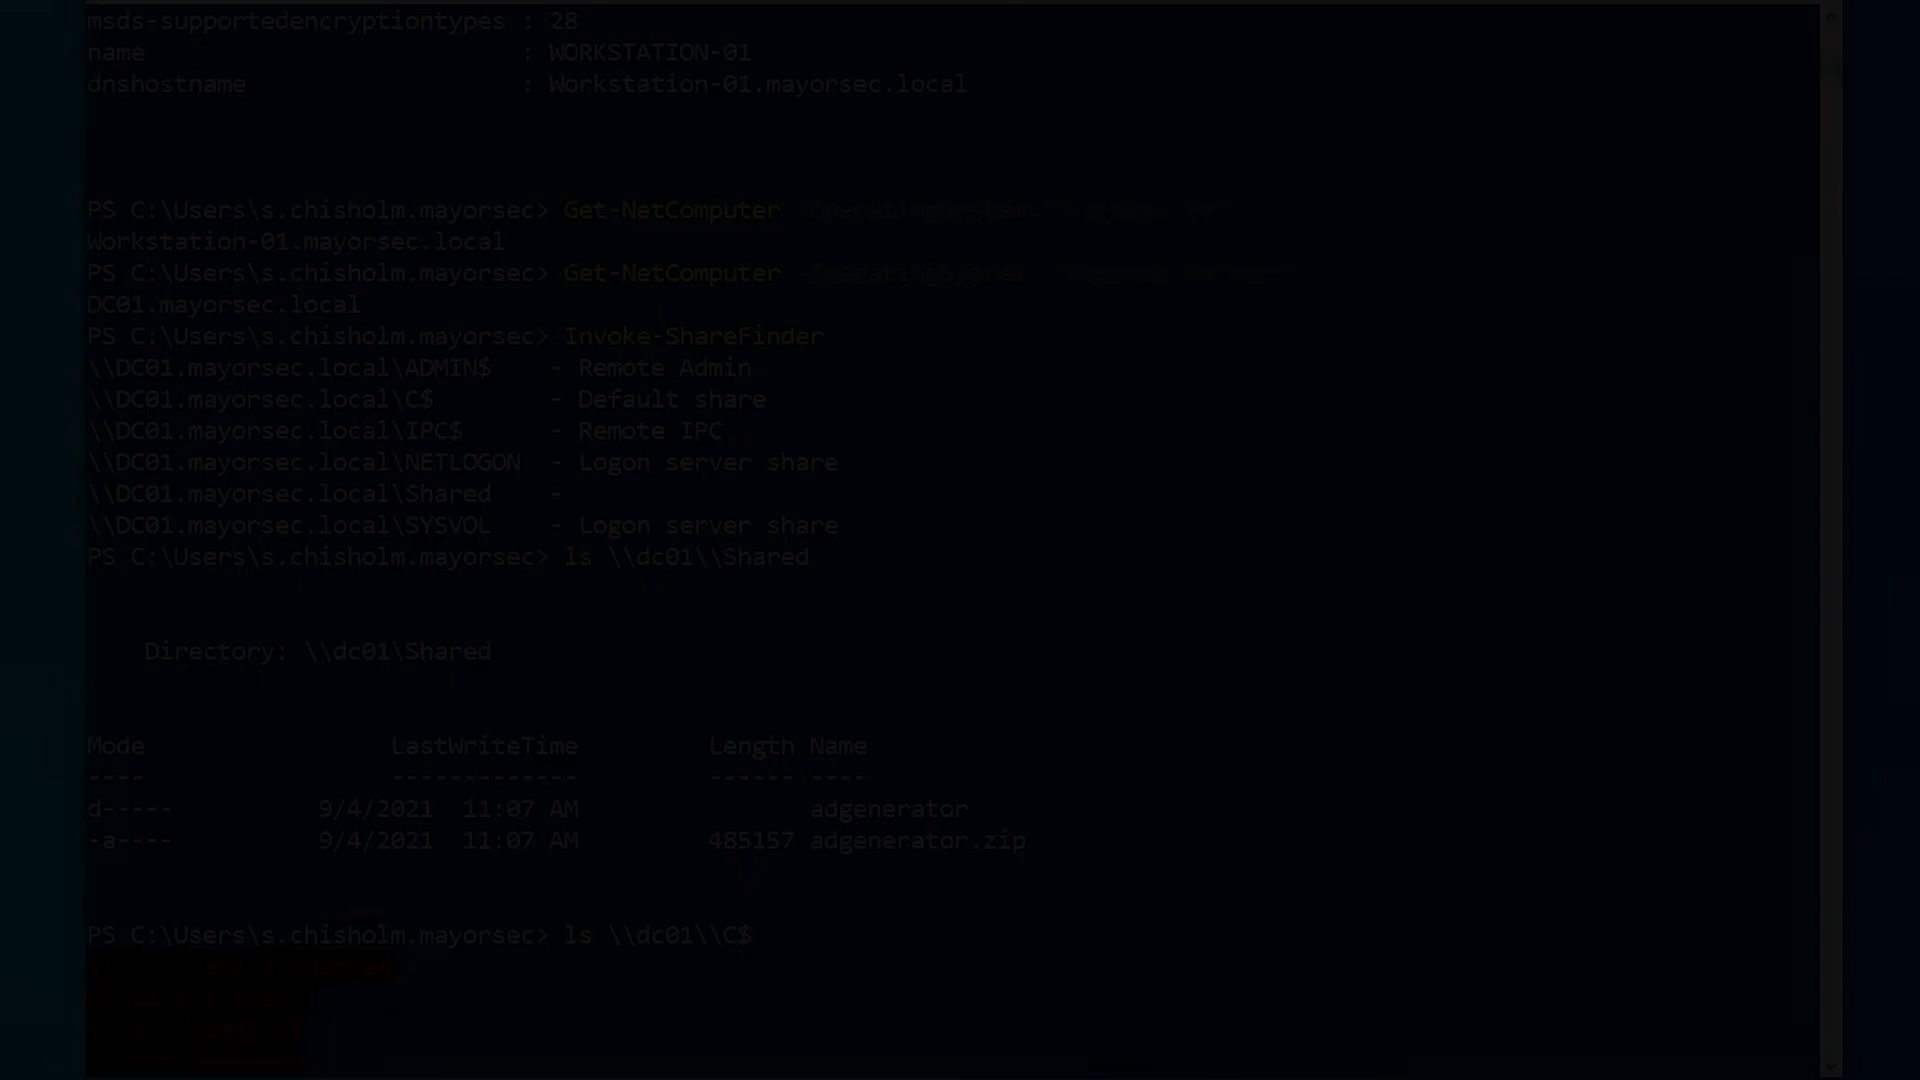 msds-supportedencryptiontypes : 28
name                          : WORKSTATION-01
dnshostname                   : Workstation-01.mayorsec.local
PS C:\Users\s.chisholm.mayorsec> Get-NetComputer
Workstation-01.mayorsec.local
PS C:\Users\s.chisholm.mayorsec> Get-NetComputer
DC01.mayorsec.local
PS C:\Users\s.chisholm.mayorsec> Invoke-ShareFinder
\\DC01.mayorsec.local\ADMIN$    - Remote Admin
\\DC01.mayorsec.local\C$        - Default share
\\DC01.mayorsec.local\IPC$      - Remote IPC
\\DC01.mayorsec.local\NETLOGON  - Logon server share
\\DC01.mayorsec.local\Shared    -
\\DC01.mayorsec.local\SYSVOL    - Logon server share
PS C:\Users\s.chisholm.mayorsec> ls \\dc01\\Shared
    Directory: \\dc01\Shared
Mode                 LastWriteTime         Length Name
----                 -------------         ------ ----
d-----          9/4/2021  11:07 AM                adgenerator
-a----          9/4/2021  11:07 AM         485157 adgenerator.zip
PS C:\Users\s.chisholm.mayorsec> ls \\dc01\\C$